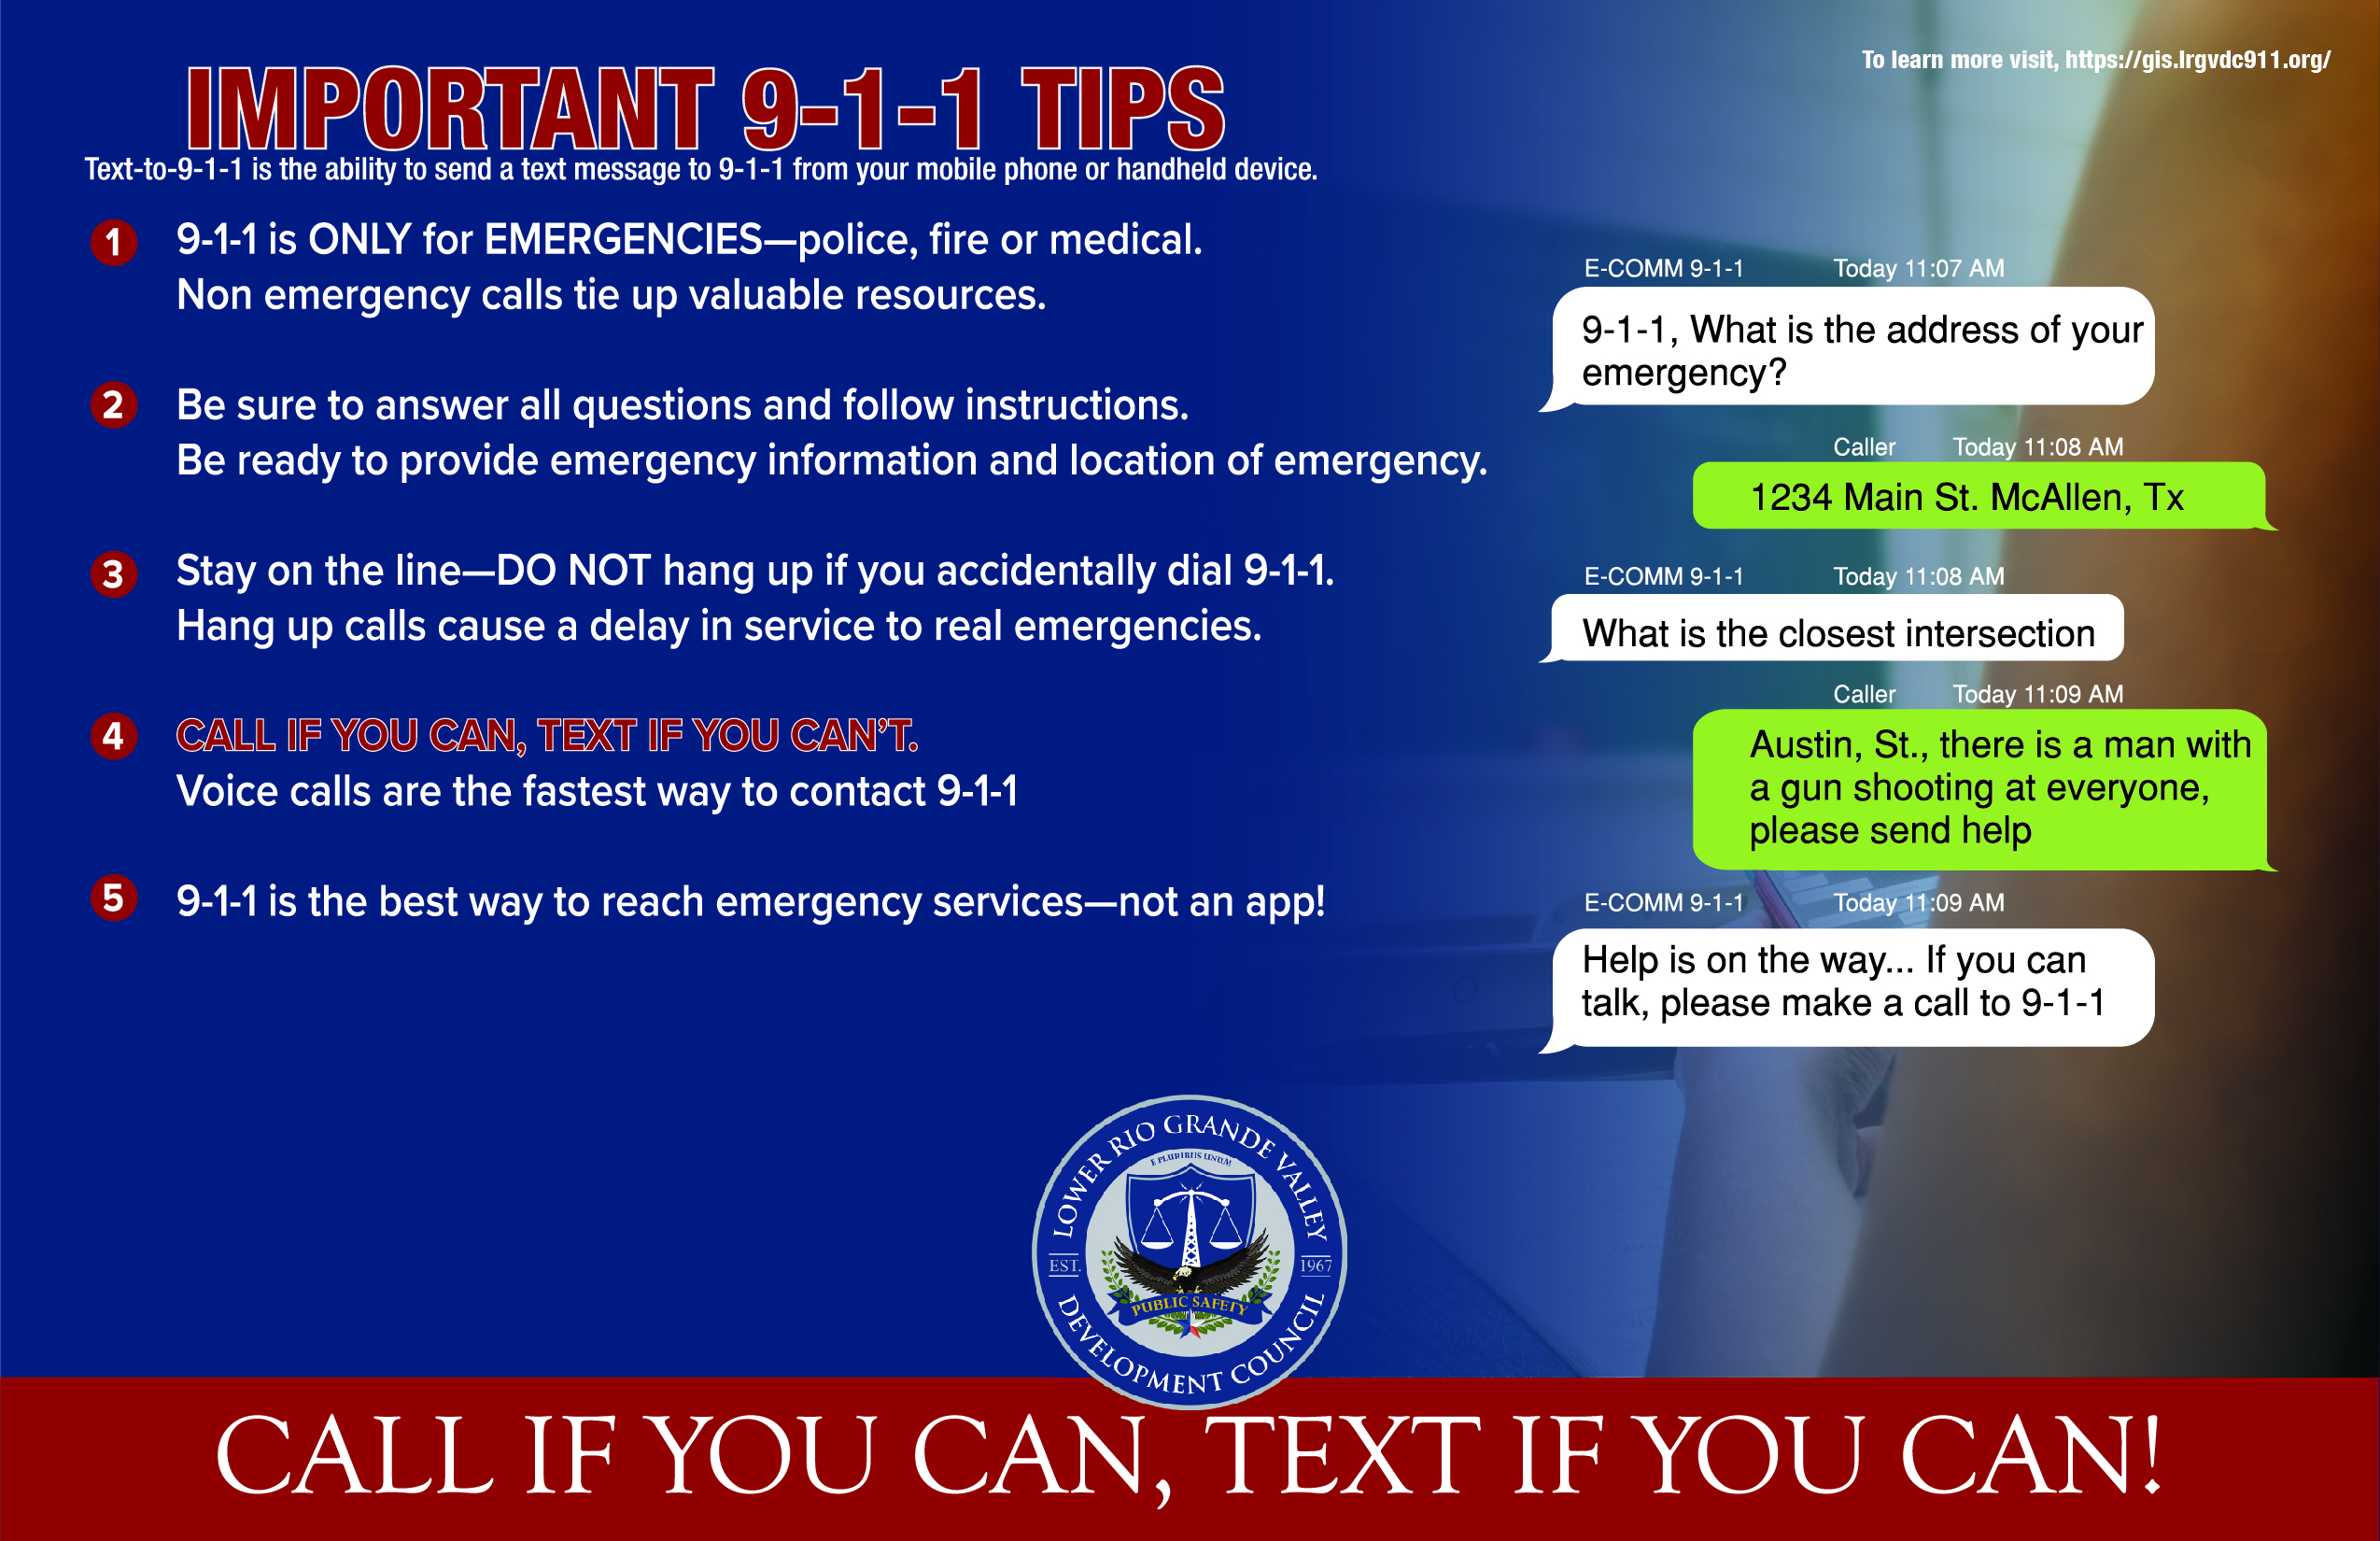 To learn more visit, https://gis.lrgvdc911.org/
IMPORTANT 9-1-1 TIPS
Text-to-9-1-1 is the ability to send a text message to 9-1-1 from your mobile phone or handheld device.
1 9-1-1 is ONLY for EMERGENCIES—police, fire or medical.
Non emergency calls tie up valuable resources.
2 Be sure to answer all questions and follow instructions.
Be ready to provide emergency information and location of emergency.
3 Stay on the line—DO NOT hang up if you accidentally dial 9-1-1.
Hang up calls cause a delay in service to real emergencies.
4 CALL IF YOU CAN, TEXT IF YOU CAN'T.
Voice calls are the fastest way to contact 9-1-1
5 9-1-1 is the best way to reach emergency services—not an app!
E-COMM 9-1-1 Today 11:07 AM
9-1-1, What is the address of your
emergency?
Caller Today 11:08 AM
1234 Main St. McAllen, Tx
E-COMM 9-1-1 Today 11:08 AM
What is the closest intersection
Caller Today 11:09 AM
Austin, St., there is a man with
a gun shooting at everyone,
please send help
E-COMM 9-1-1 Today 11:09 AM
Help is on the way... If you can
talk, please make a call to 9-1-1
LOWER RIO GRANDE VALLEY
E PLURIBUS UNUM
EST. 1967
PUBLIC SAFETY
DEVELOPMENT COUNCIL
CALL IF YOU CAN, TEXT IF YOU CAN!